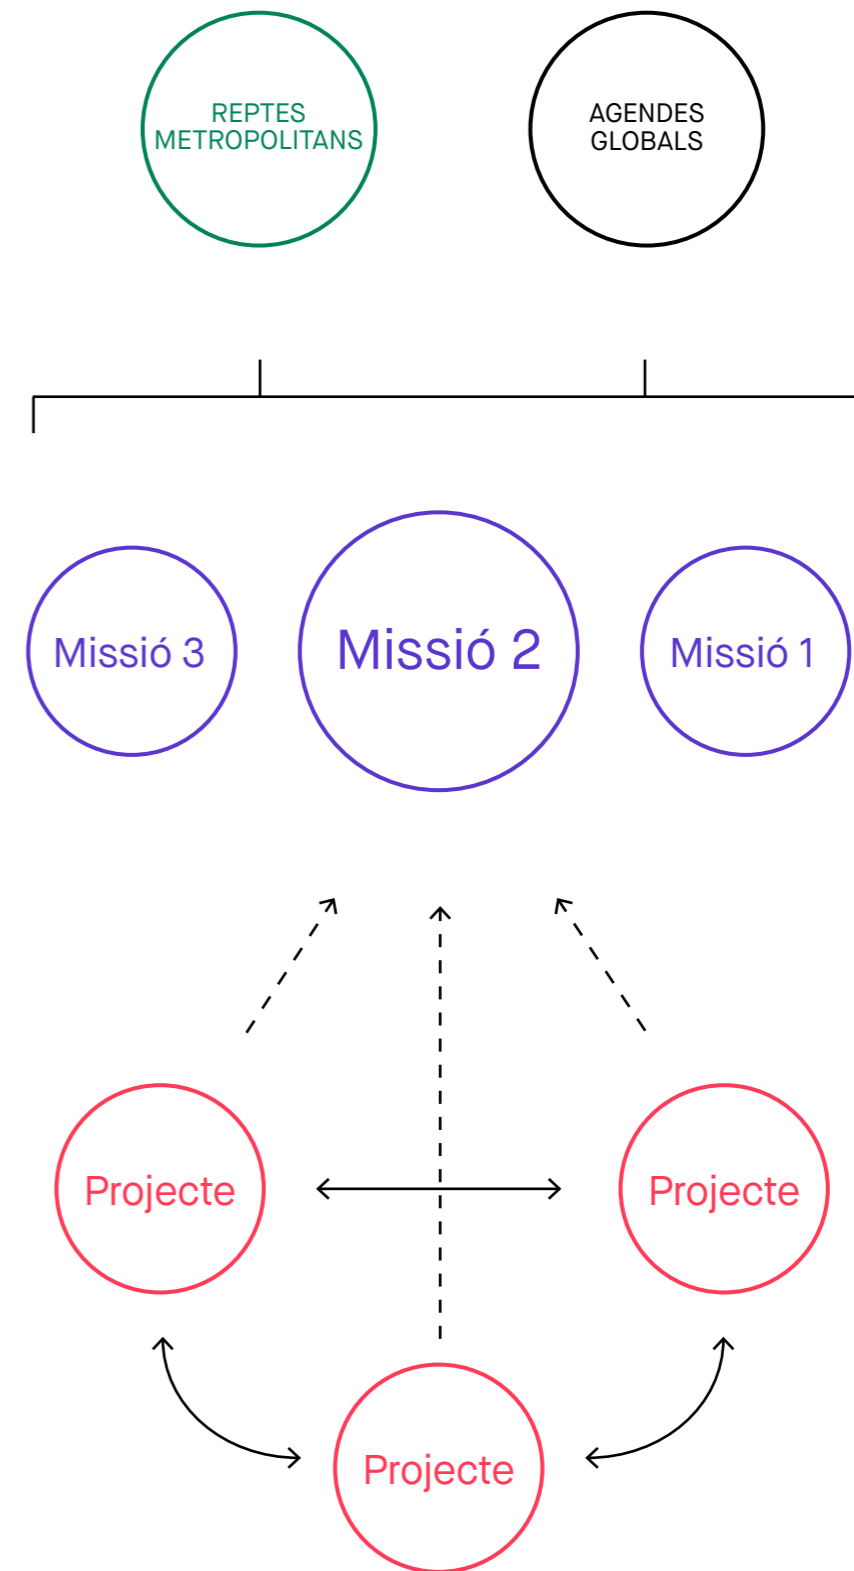 REPTES
METROPOLITANS
AGENDES
GLOBALS
Missió 3
Missió 2
Missió 1
Projecte
Projecte
Projecte